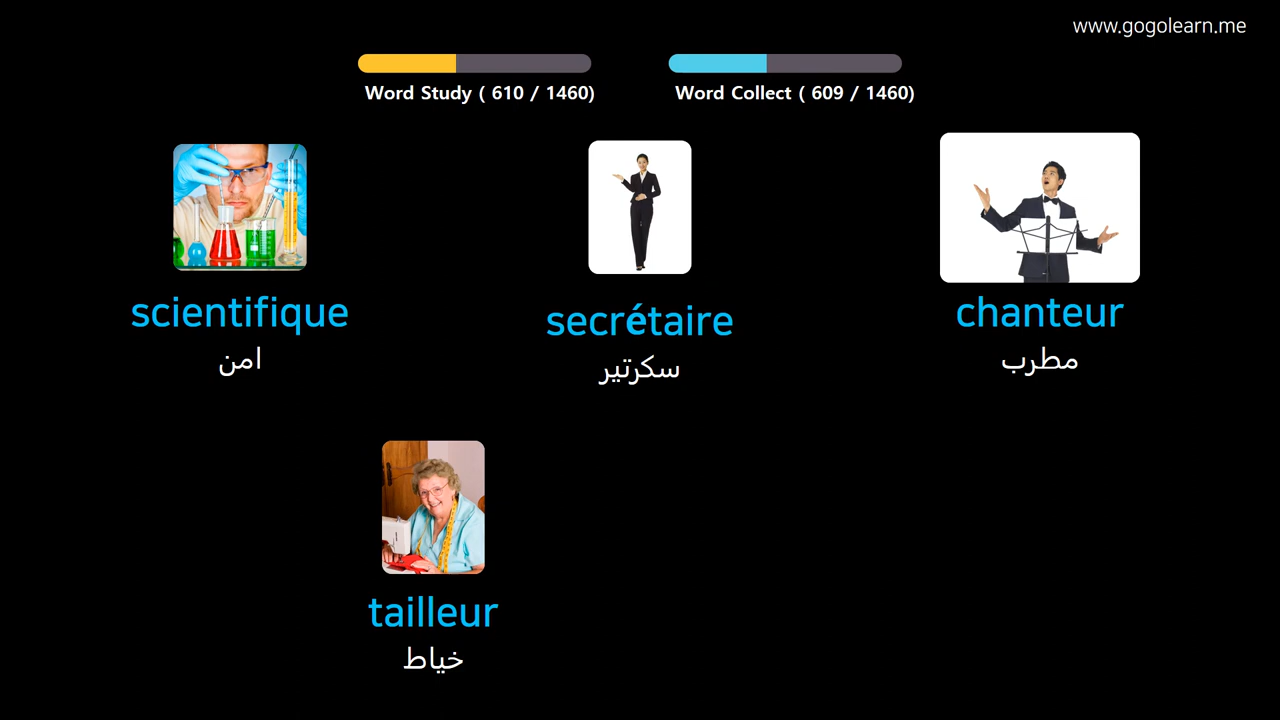 www.gogolearn.me
Word Study ( 610 / 1460)
Word Collect ( 609 / 1460)
scientifique
امن
secrétaire
سكرتير
chanteur
مطرب
tailleur
خياط